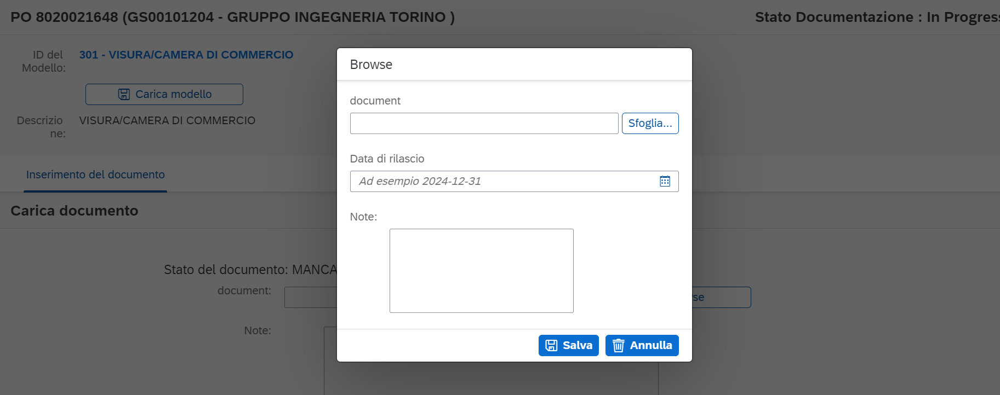 PO 8020021648 (GS00101204 - GRUPPO INGEGNERIA TORINO )
Stato Documentazione : In Progress
ID del
Modello:
301 - VISURA/CAMERA DI COMMERCIO
Carica modello
Descrizio
ne:
VISURA/CAMERA DI COMMERCIO
Inserimento del documento
Carica documento
Stato del documento: MANCA
document:
se
Note:
Browse
document
Sfoglia...
Data di rilascio
Ad esempio 2024-12-31
Note:
Salva
Annulla